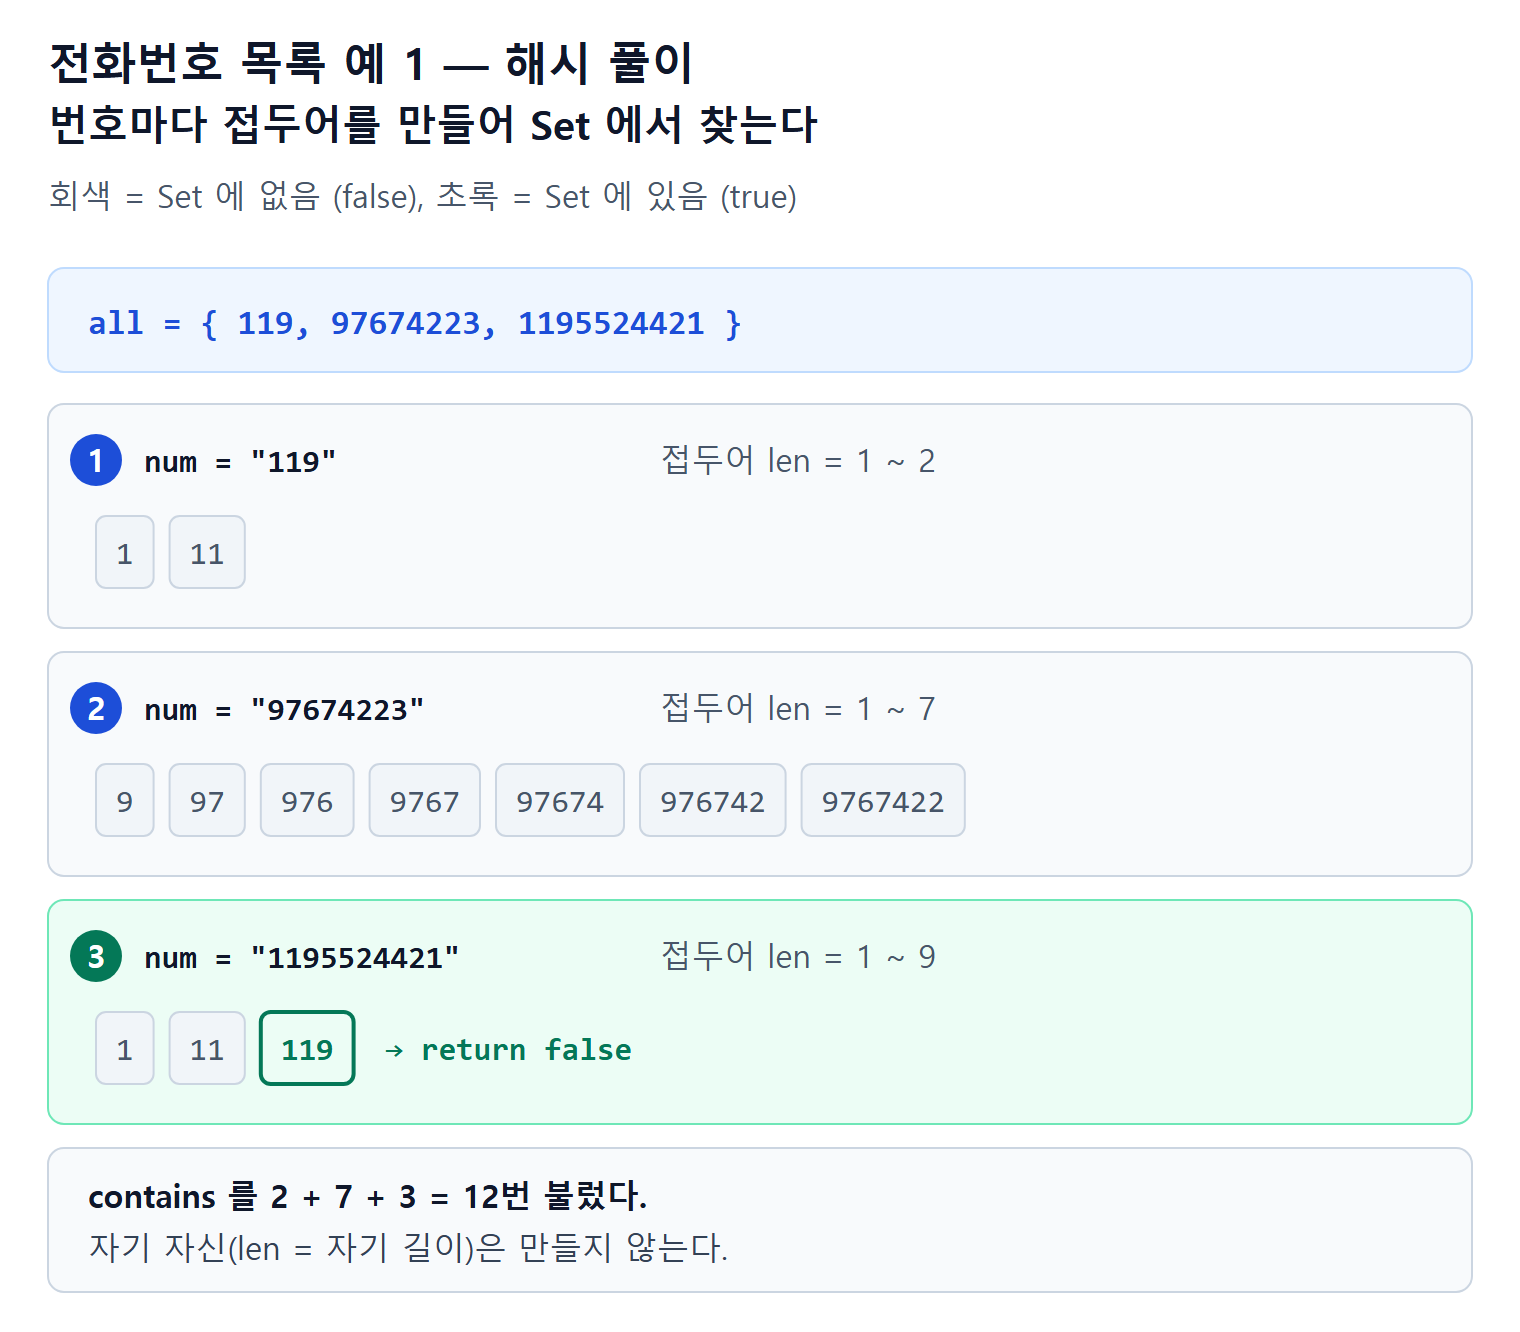 전화번호 목록 예 1 — 해시 풀이
번호마다 접두어를 만들어 Set 에서 찾는다
회색 = Set 에 없음 (false), 초록 = Set 에 있음 (true)
all = { 119, 97674223, 1195524421 }
1 num = "119" 접두어 len = 1 ~ 2
1 11
2 num = "97674223" 접두어 len = 1 ~ 7
9 97 976 9767 97674 976742 9767422
3 num = "1195524421" 접두어 len = 1 ~ 9
1 11 119 → return false
contains 를 2 + 7 + 3 = 12번 불렀다.
자기 자신(len = 자기 길이)은 만들지 않는다.